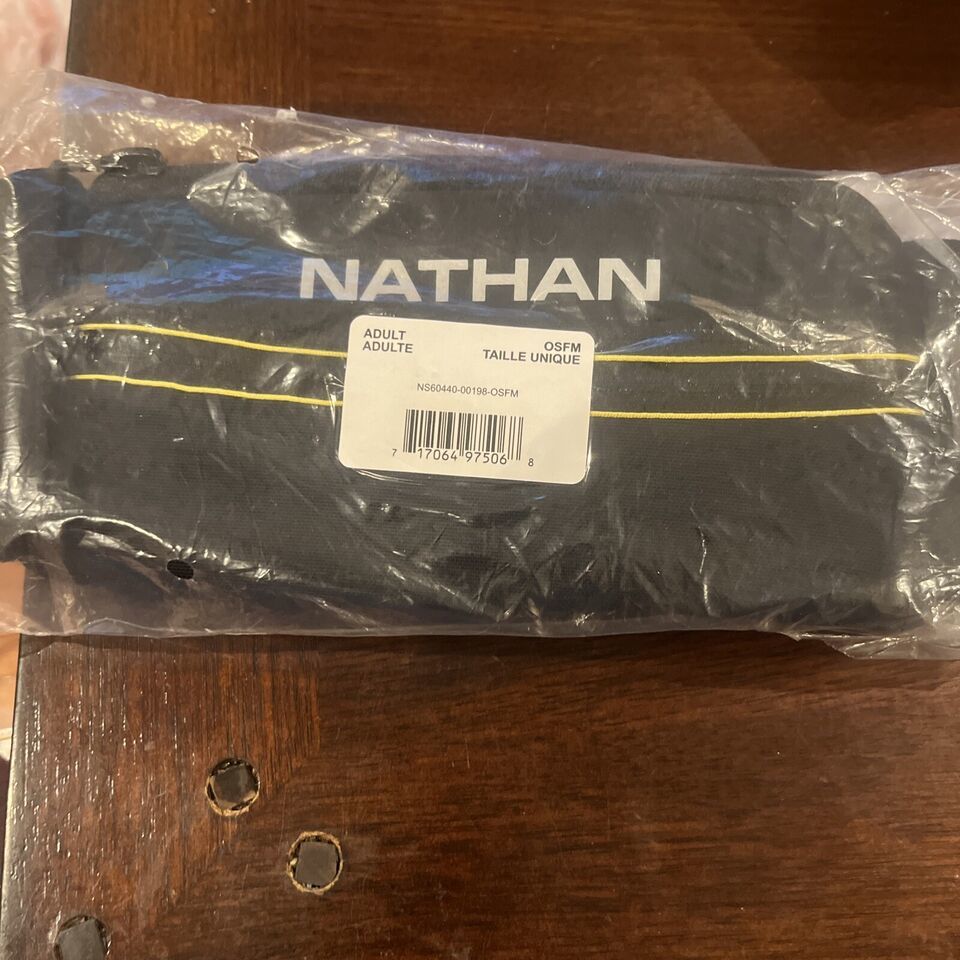 NATHAN
ADULT OSFM
ADULTE TAILLE UNIQUE
NS60440-00198-OSFM
7 17064 97506 8